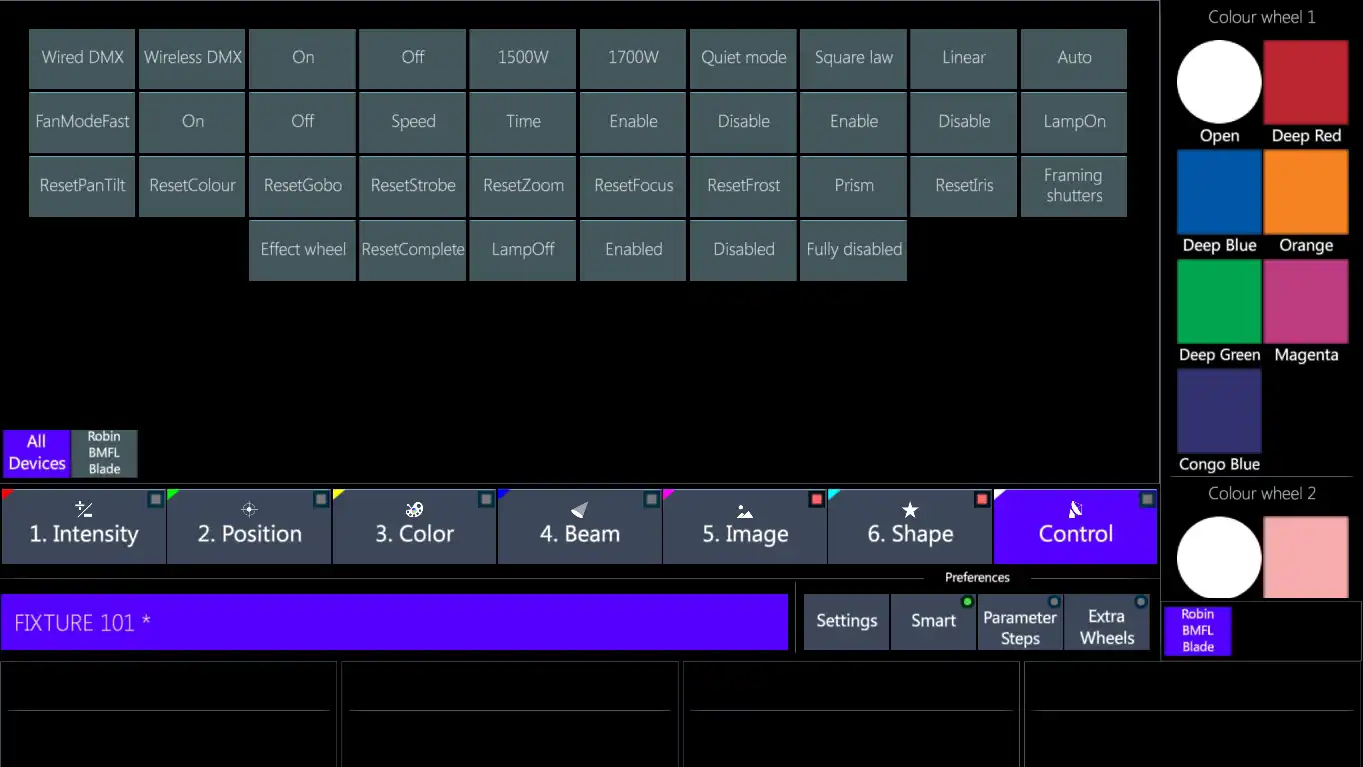 Wired DMX
Wireless DMX
On
Off
1500W
1700W
Quiet mode
Square law
Linear
Auto
FanModeFast
On
Off
Speed
Time
Enable
Disable
Enable
Disable
LampOn
ResetPanTilt
ResetColour
ResetGobo
ResetStrobe
ResetZoom
ResetFocus
ResetFrost
Prism
ResetIris
Framing
shutters
Effect wheel
ResetComplete
LampOff
Enabled
Disabled
Fully disabled
All
Devices
Robin
BMFL
Blade
1. Intensity
2. Position
3. Color
4. Beam
5. Image
6. Shape
Control
Preferences
FIXTURE 101 *
Settings
Smart
Parameter
Steps
Extra
Wheels
Colour wheel 1
Open
Deep Red
Deep Blue
Orange
Deep Green
Magenta
Congo Blue
Colour wheel 2
Robin
BMFL
Blade